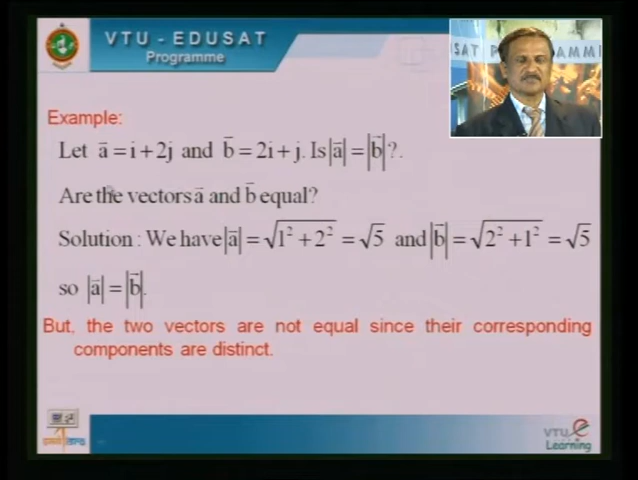 VTU - EDUSAT
Programme
SAT P AMMI
Example:
Let a̅ = i + 2j and b̅ = 2i + j. Is |a̅| = |b̅|?.
Are the vectors a̅ and b̅ equal?
Solution : We have |a̅| = √1² + 2² = √5 and |b̅| = √2² + 1² = √5
so |a̅| = |b̅|.
But, the two vectors are not equal since their corresponding
components are distinct.
VTU e
Learning